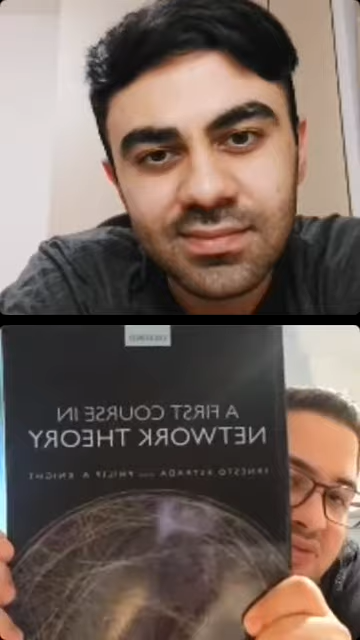 OXFORD
A FIRST COURSE IN
NETWORK THEORY
ERNESTO ESTRADA AND PHILIP A. KNIGHT